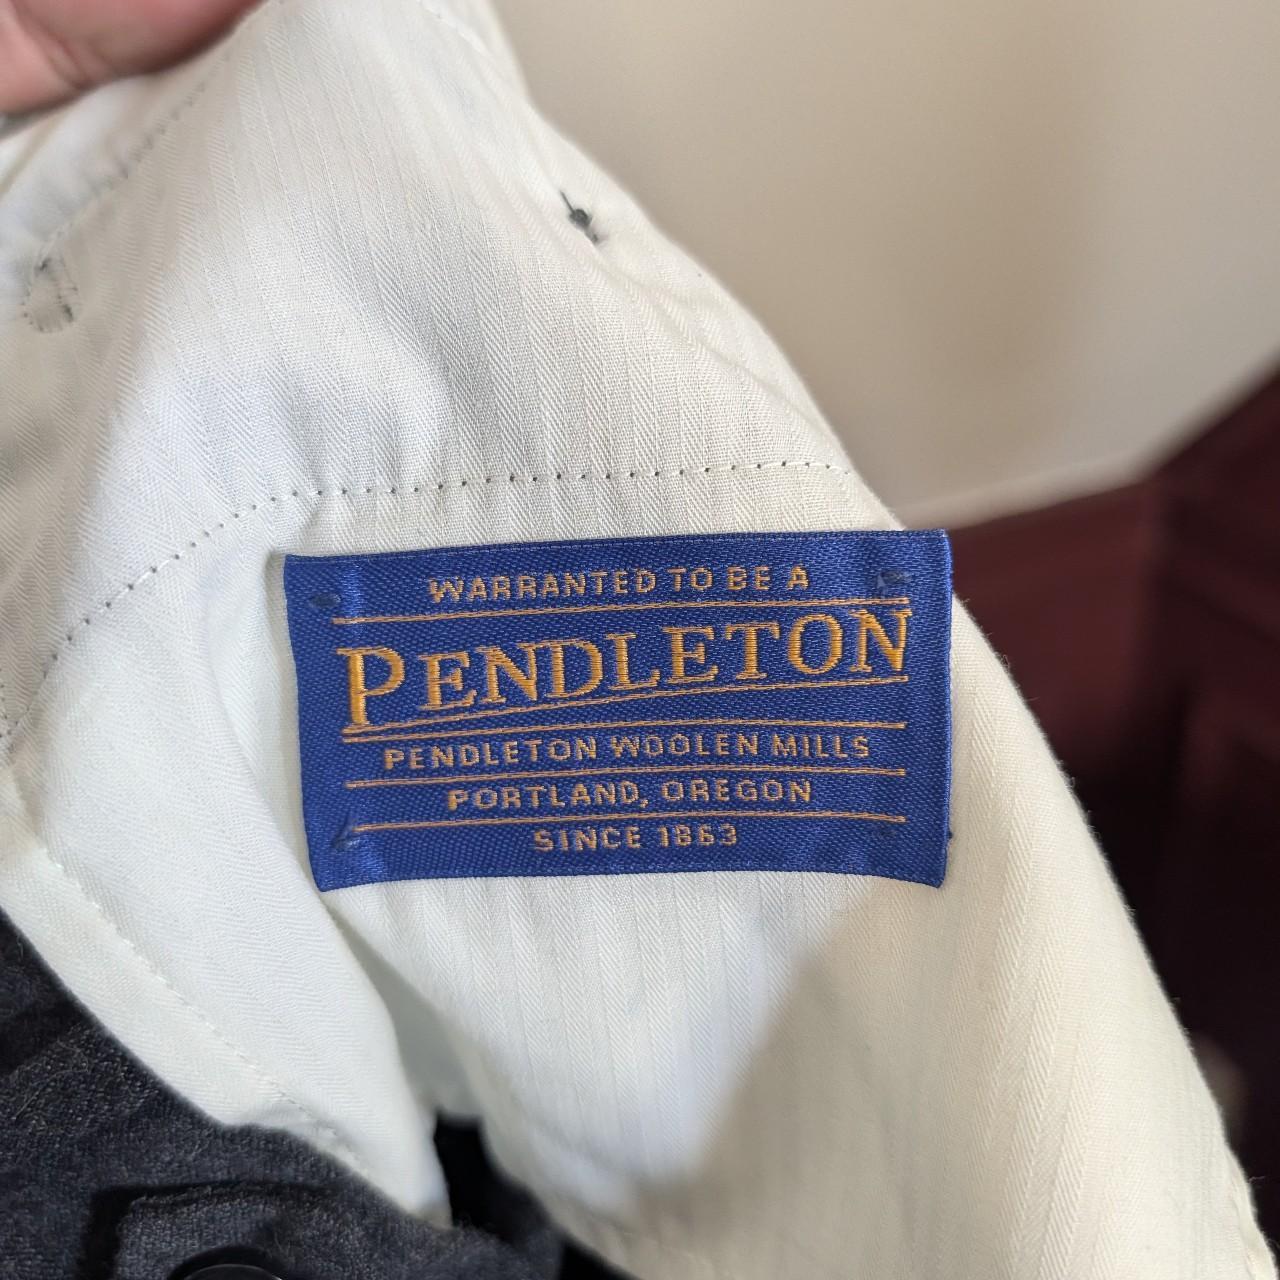 WARRANTED TO BE A
PENDLETON
PENDLETON WOOLEN MILLS
PORTLAND, OREGON
SINCE 1863